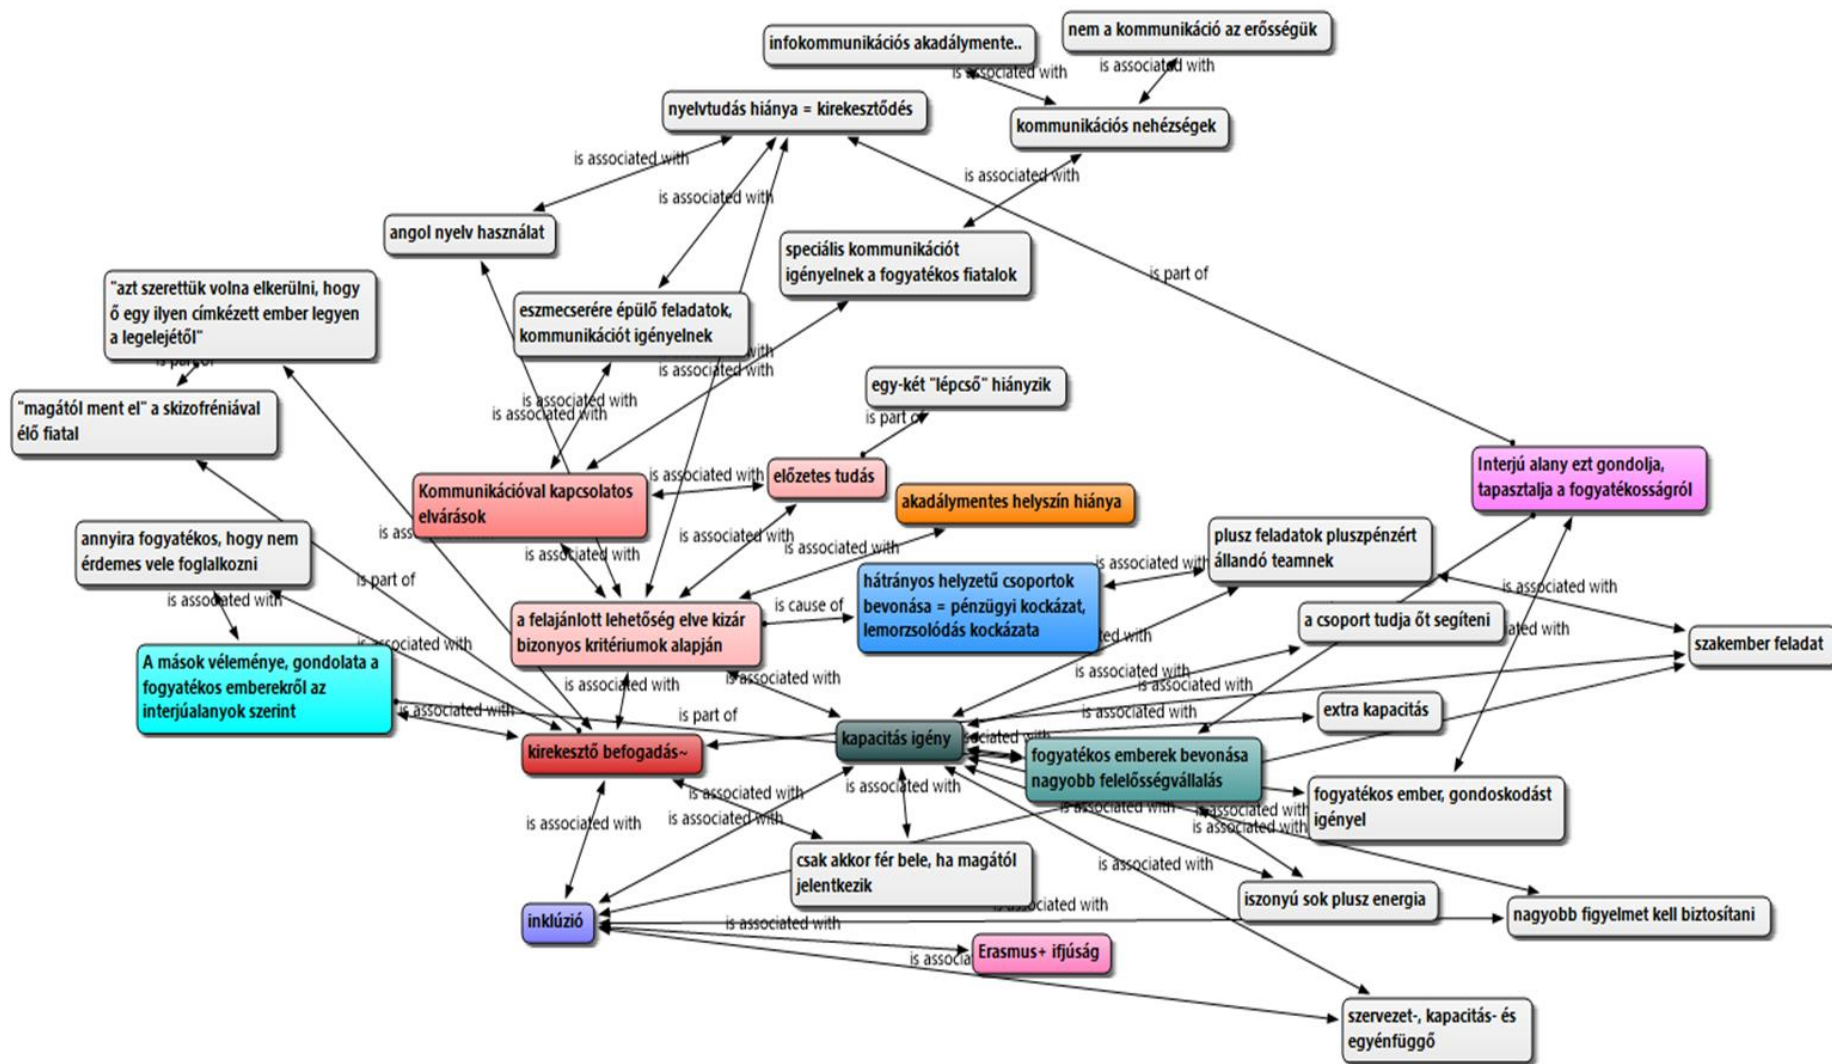 nem a kommunikáció az erősségük
infokommunikációs akadálymente..
is associated with
is associated with
nyelvtudás hiánya = kirekesztődés
kommunikációs nehézségek
is associated with
is associated with
is associated with
angol nyelv használat
speciális kommunikációt
igényelnek a fogyatékos fiatalok
is part of
"azt szerettük volna elkerülni, hogy
ő egy ilyen címkézett ember legyen
a legelejétől"
eszmecserére épülő feladatok,
kommunikációt igényelnek
is part of
is associated with
egy-két "lépcső" hiányzik
"magától ment el" a skizofréniával
élő fiatal
is associated with
is associated with
is part of
Interjú alany ezt gondolja,
tapasztalja a fogyatékosságról
Kommunikációval kapcsolatos
elvárások
is associated with
előzetes tudás
akadálymentes helyszín hiánya
annyira fogyatékos, hogy nem
érdemes vele foglalkozni
is associated with
is associated with
is associated with
plusz feladatok pluszpénzért
állandó teamnek
is part of
hátrányos helyzetű csoportok
bevonása = pénzügyi kockázat,
lemorzsolódás kockázata
is associated with
is associated with
is associated with
a felajánlott lehetőség elve kizár
bizonyos kritériumok alapján
is cause of
a csoport tudja őt segíteni
szakember feladat
is associated with
A mások véleménye, gondolata a
fogyatékos emberekről az
interjúalanyok szerint
is associated with
is associated with
is associated with
is associated with
is associated with
is part of
is associated with
extra kapacitás
kirekesztő befogadás~
kapacitás igény
fogyatékos emberek bevonása
nagyobb felelősségvállalás
is associated with
is associated with
is associated with
is associated with
is associated with
is associated with
is associated with
fogyatékos ember, gondoskodást
igényel
csak akkor fér bele, ha magától
jelentkezik
is associated with
iszonyú sok plusz energia
nagyobb figyelmet kell biztosítani
inklúzió
is associated with
is associated with
Erasmus+ ifjúság
szervezet-, kapacitás- és
egyénfüggő